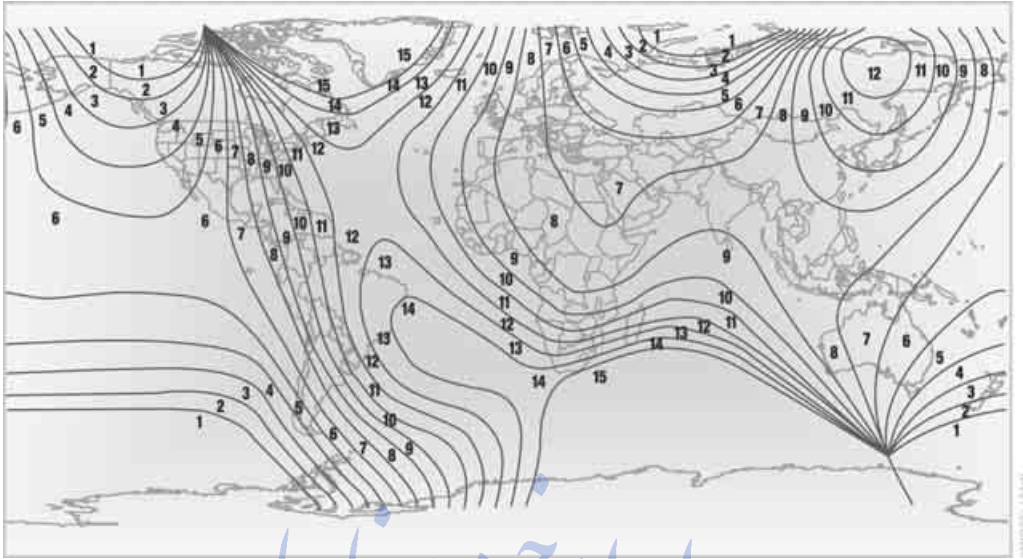 1 1 15 1 1
2 2 15 14 13 11 10 9 8 7 6 5 4 3 2 2 12 11 10 9 8
3 3 14 12 3 4 11
4 4 13 5 6 10
6 5 5 6 7 8 9 10 11 12 7 8 9
7
6 6 7 8 9 10 11 12 8
13 9 9
14 10 10
11 11
12 12
13 13 14
13 12 14 15 8 7 6 5
3 4 11 4
2 5 10 3
1 6 7 8 9 2
1